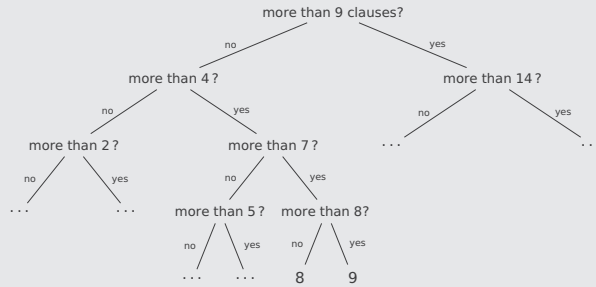 more than 9 clauses?
no
yes
more than 4?
more than 14?
no
yes
no
yes
more than 2?
more than 7?
...
..
no
yes
no
yes
...
...
more than 5?
more than 8?
no
yes
no
yes
...
...
8
9